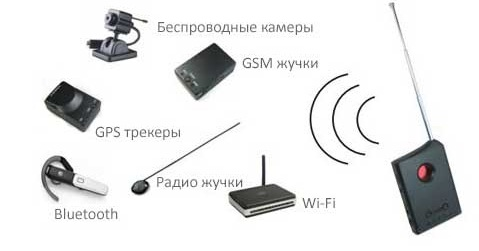 Беспроводные камеры
GSM жучки
GPS трекеры
Радио жучки
Bluetooth
Wi-Fi